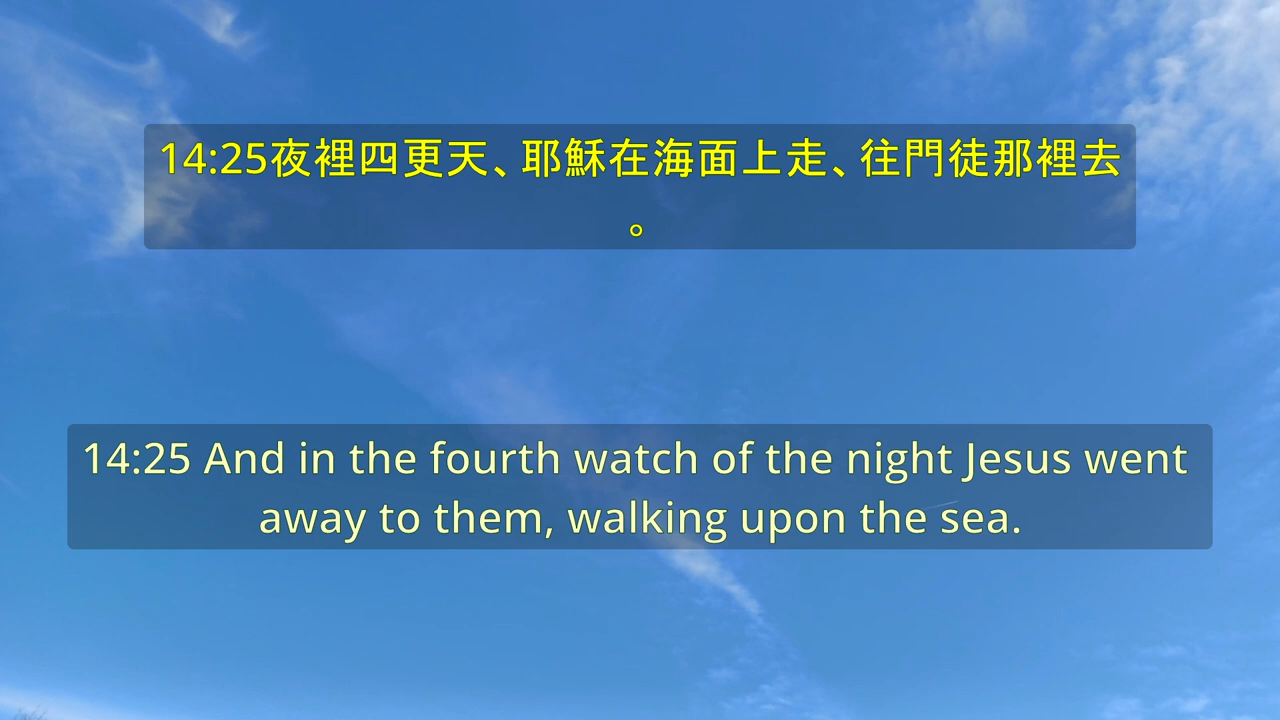 14:25夜裡四更天、耶穌在海面上走、往門徒那裡去
。
14:25 And in the fourth watch of the night Jesus went
away to them, walking upon the sea.